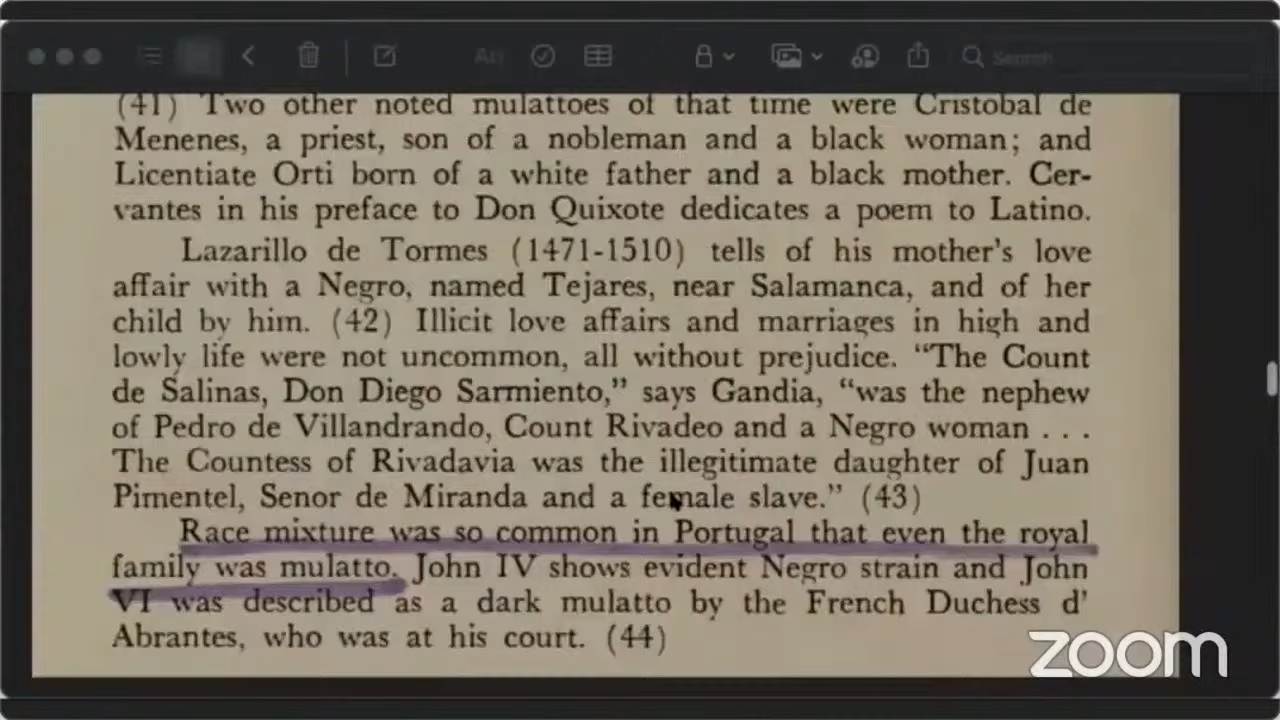 Search
(41) Two other noted mulattoes of that time were Cristobal de
Menenes, a priest, son of a nobleman and a black woman; and
Licentiate Orti born of a white father and a black mother. Cer-
vantes in his preface to Don Quixote dedicates a poem to Latino.
Lazarillo de Tormes (1471-1510) tells of his mother's love
affair with a Negro, named Tejares, near Salamanca, and of her
child by him. (42) Illicit love affairs and marriages in high and
lowly life were not uncommon, all without prejudice. “The Count
de Salinas, Don Diego Sarmiento,” says Gandia, “was the nephew
of Pedro de Villandrando, Count Rivadeo and a Negro woman . . .
The Countess of Rivadavia was the illegitimate daughter of Juan
Pimentel, Senor de Miranda and a female slave.” (43)
Race mixture was so common in Portugal that even the royal
family was mulatto. John IV shows evident Negro strain and John
VI was described as a dark mulatto by the French Duchess d'
Abrantes, who was at his court. (44)
zoom